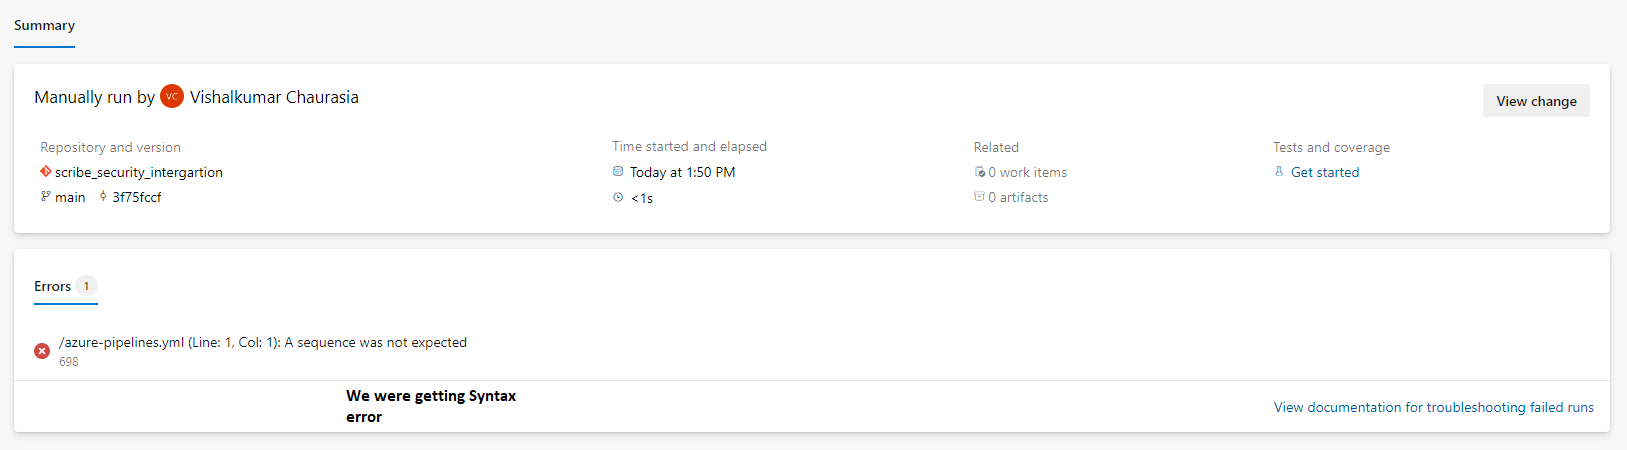 Summary
Manually run by VC Vishalkumar Chaurasia
View change
Repository and version
scribe_security_intergartion
main 3f75fccf
Time started and elapsed
Today at 1:50 PM
<1s
Related
0 work items
0 artifacts
Tests and coverage
Get started
Errors 1
/azure-pipelines.yml (Line: 1, Col: 1): A sequence was not expected
698
We were getting Syntax
error
View documentation for troubleshooting failed runs